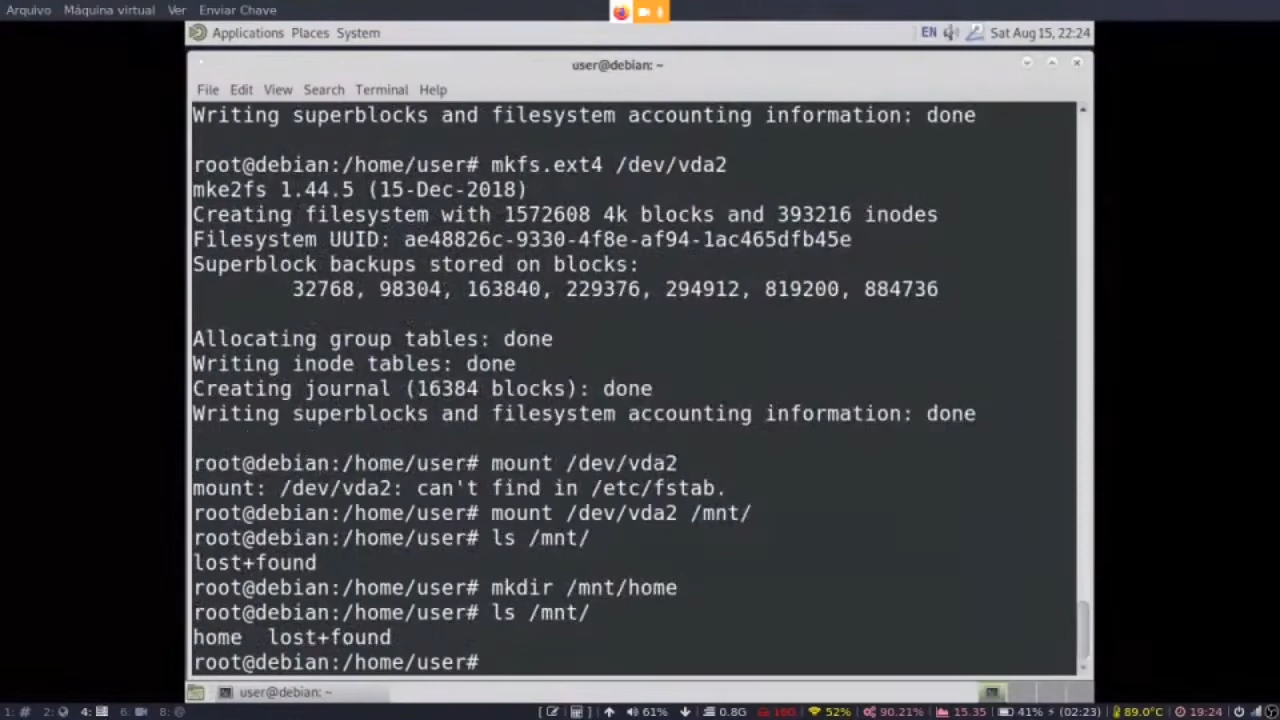 Arquivo Máquina virtual Ver Enviar Chave
Applications Places System EN Sat Aug 15, 22:24
user@debian: ~
File Edit View Search Terminal Help
Writing superblocks and filesystem accounting information: done
root@debian:/home/user# mkfs.ext4 /dev/vda2
mke2fs 1.44.5 (15-Dec-2018)
Creating filesystem with 1572608 4k blocks and 393216 inodes
Filesystem UUID: ae48826c-9330-4f8e-af94-1ac465dfb45e
Superblock backups stored on blocks:
32768, 98304, 163840, 229376, 294912, 819200, 884736
Allocating group tables: done
Writing inode tables: done
Creating journal (16384 blocks): done
Writing superblocks and filesystem accounting information: done
root@debian:/home/user# mount /dev/vda2
mount: /dev/vda2: can't find in /etc/fstab.
root@debian:/home/user# mount /dev/vda2 /mnt/
root@debian:/home/user# ls /mnt/
lost+found
root@debian:/home/user# mkdir /mnt/home
root@debian:/home/user# ls /mnt/
home lost+found
root@debian:/home/user#
user@debian: ~
1: 2: 4: 6: 8: 61% 0.8G 52% 90.21% 15.35 41% (02:23) 89.0°C 19:24